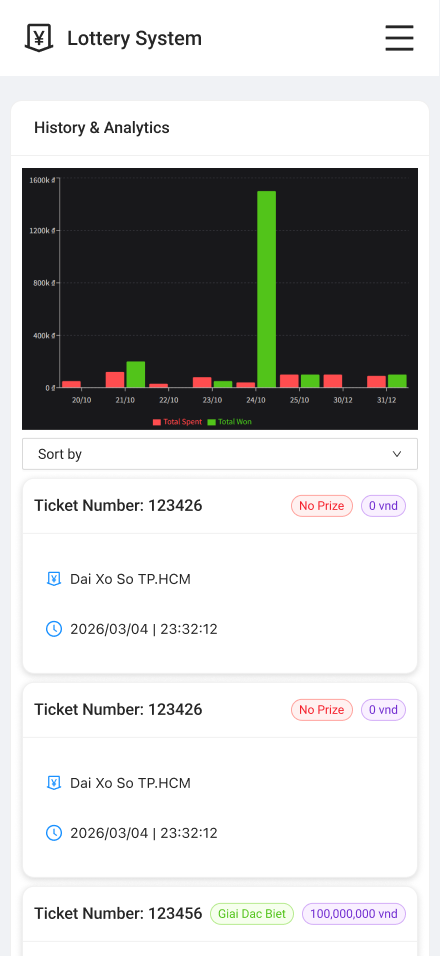 Lottery System
History & Analytics
1600k đ
1200k đ
800k đ
400k đ
0 đ
20/10 21/10 22/10 23/10 24/10 25/10 30/12 31/12
Total Spent Total Won
Sort by
Ticket Number: 123426 No Prize 0 vnd
Dai Xo So TP.HCM
2026/03/04 | 23:32:12
Ticket Number: 123426 No Prize 0 vnd
Dai Xo So TP.HCM
2026/03/04 | 23:32:12
Ticket Number: 123456 Giai Dac Biet 100,000,000 vnd